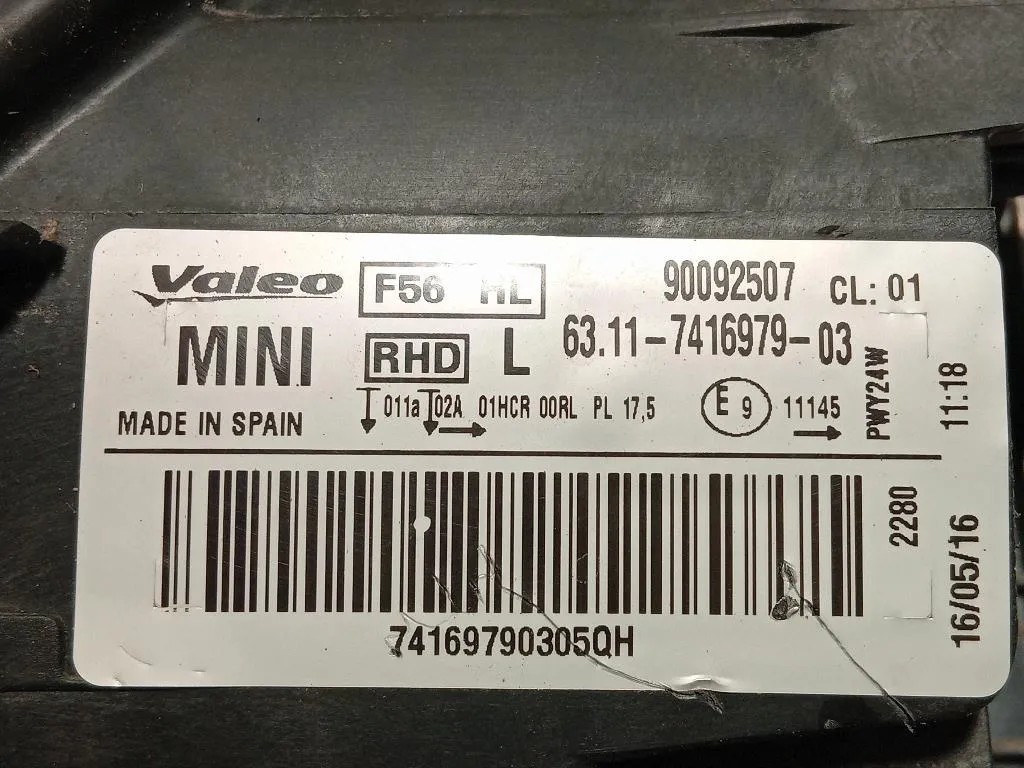 Valeo F56 HL 90092507 CL: 01
MINI RHD L 63.11-7416979-03
MADE IN SPAIN 011a 02A 01HCR 00RL PL 17,5 E 9 11145
PWY24W
11:18
2280
16/05/16
74169790305QH